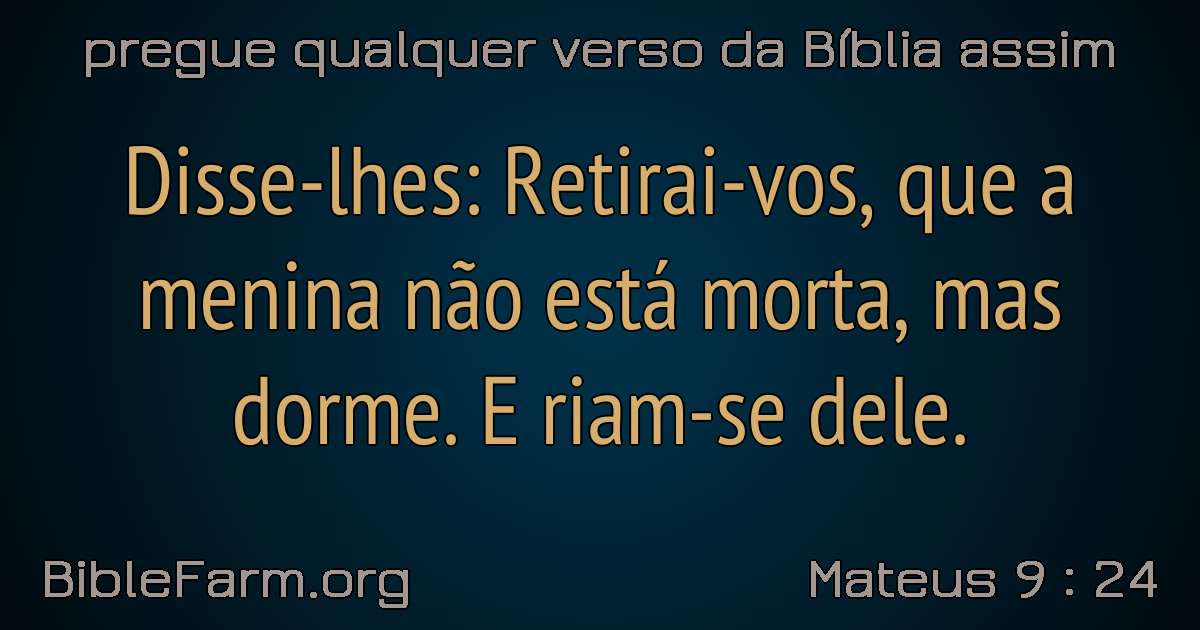 pregue qualquer verso da Bíblia assim
Disse-lhes: Retirai-vos, que a
menina não está morta, mas
dorme. E riam-se dele.
BibleFarm.org
Mateus 9 : 24